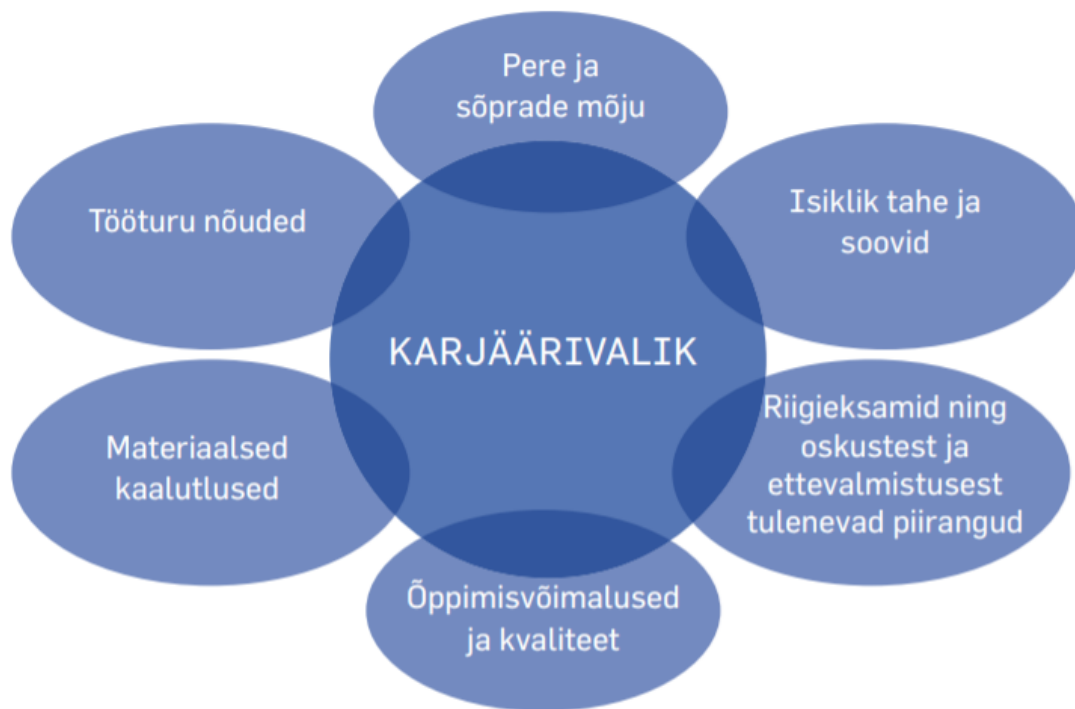 Pere ja
sõprade mõju
Tööturu nõuded
Isiklik tahe ja
soovid
KARJÄÄRIVALIK
Materiaalsed
kaalutlused
Riigieksamid ning
oskustest ja
ettevalmistusest
tulenevad piirangud
Õppimisvõimalused
ja kvaliteet